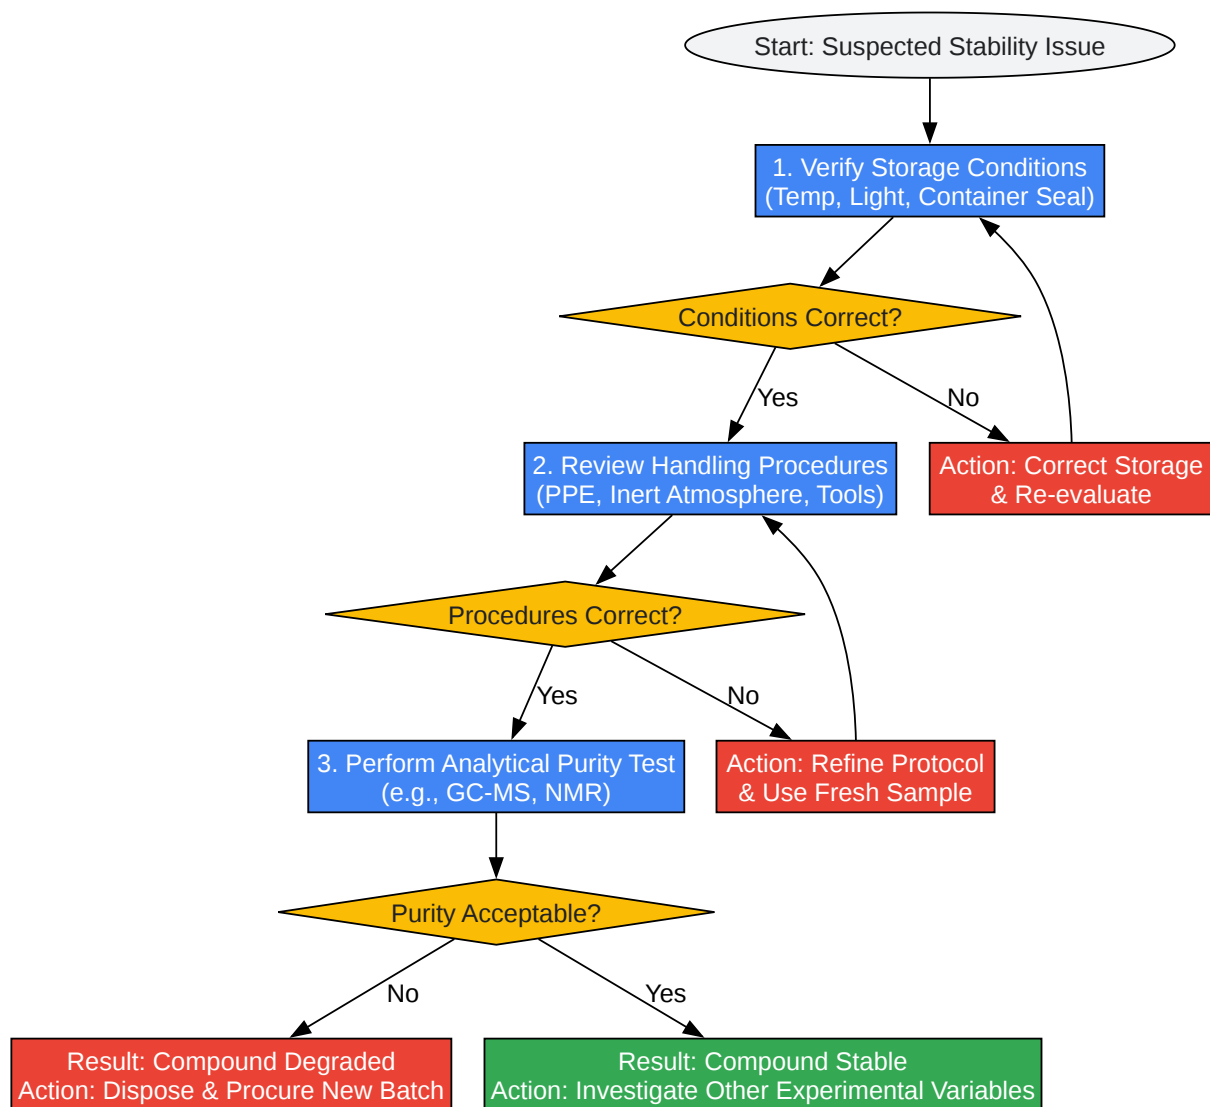 Start: Suspected Stability Issue
1. Verify Storage Conditions
(Temp, Light, Container Seal)
Conditions Correct?
Yes
No
2. Review Handling Procedures
(PPE, Inert Atmosphere, Tools)
Action: Correct Storage
& Re-evaluate
Procedures Correct?
Yes
No
3. Perform Analytical Purity Test
(e.g., GC-MS, NMR)
Action: Refine Protocol
& Use Fresh Sample
Purity Acceptable?
No
Yes
Result: Compound Degraded
Action: Dispose & Procure New Batch
Result: Compound Stable
Action: Investigate Other Experimental Variables